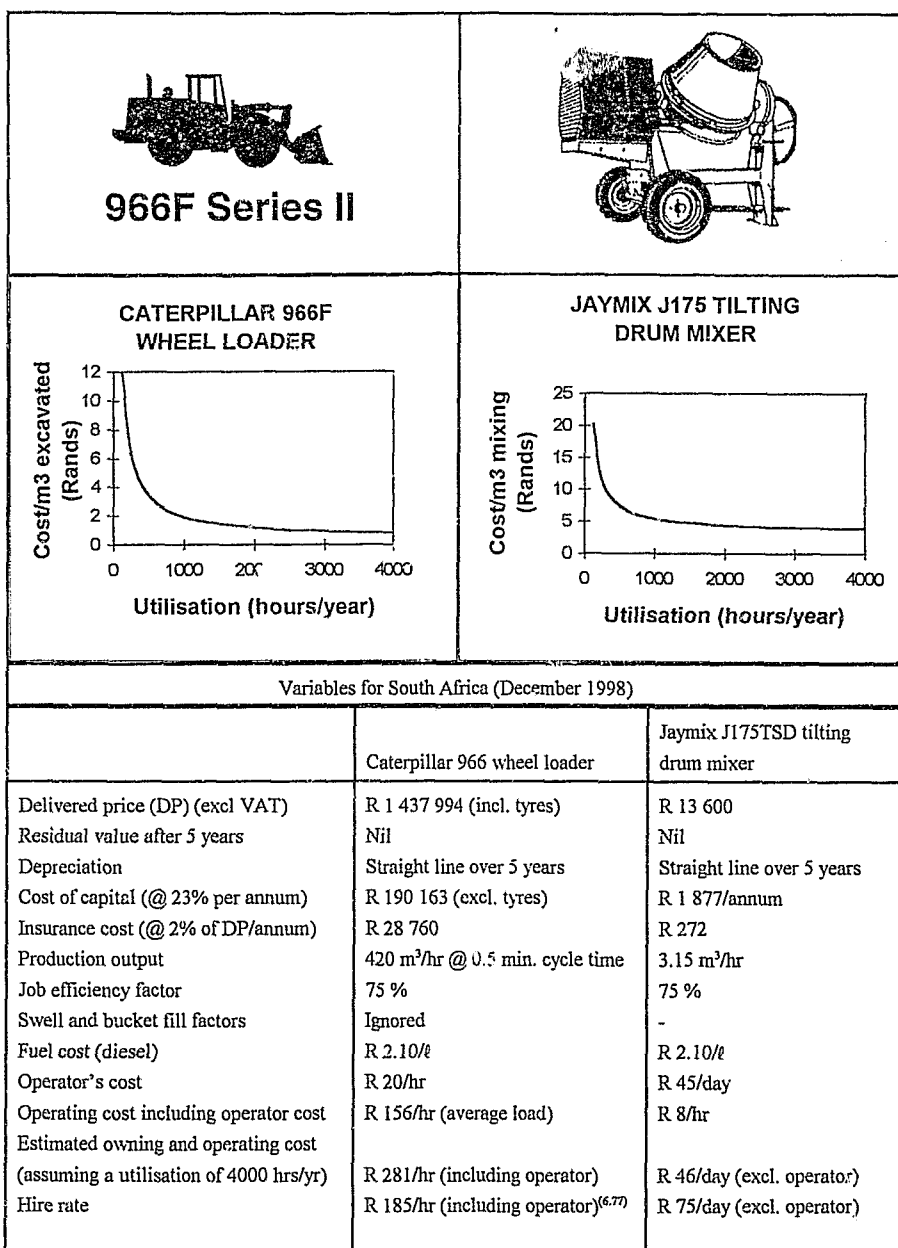 966F Series II
CATERPILLAR 966F
WHEEL LOADER
Cost/m3 excavated
(Rands)
12
10
8
6
4
2
0
0 1000 200 3000 4000
Utilisation (hours/year)
JAYMIX J175 TILTING
DRUM MIXER
Cost/m3 mixing
(Rands)
25
20
15
10
5
0
0 1000 2000 3000 4000
Utilisation (hours/year)
Variables for South Africa (December 1998)
Caterpillar 966 wheel loader
Jaymix J175TSD tilting
drum mixer
Delivered price (DP) (excl VAT) R 1 437 994 (incl. tyres) R 13 600
Residual value after 5 years Nil Nil
Depreciation Straight line over 5 years Straight line over 5 years
Cost of capital (@ 23% per annum) R 190 163 (excl. tyres) R 1 877/annum
Insurance cost (@ 2% of DP/annum) R 28 760 R 272
Production output 420 m³/hr @ 0.5 min. cycle time 3.15 m³/hr
Job efficiency factor 75 % 75 %
Swell and bucket fill factors Ignored -
Fuel cost (diesel) R 2.10/ℓ R 2.10/ℓ
Operator's cost R 20/hr R 45/day
Operating cost including operator cost R 156/hr (average load) R 8/hr
Estimated owning and operating cost
(assuming a utilisation of 4000 hrs/yr) R 281/hr (including operator) R 46/day (excl. operator)
Hire rate R 185/hr (including operator)(6.77) R 75/day (excl. operator)